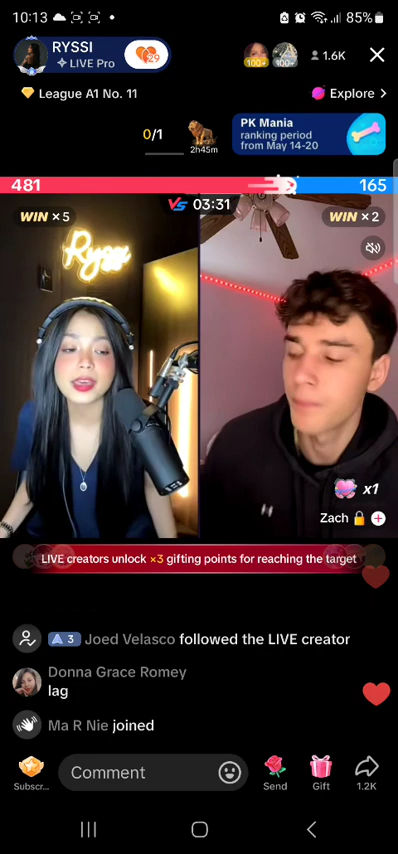 10:13
85%
RYSSI
LIVE Pro
29
100+
100+
1.6K
League A1 No. 11
Explore >
0/1
2h45m
PK Mania
ranking period
from May 14-20
481
VS 03:31
165
WIN ×5
WIN ×2
Ryssi
x1
Zach
LIVE creators unlock ×3 gifting points for reaching the target
A 3 Joed Velasco followed the LIVE creator
Donna Grace Romey
lag
Ma R Nie joined
Subscr...
Comment
Send
Gift
1.2K